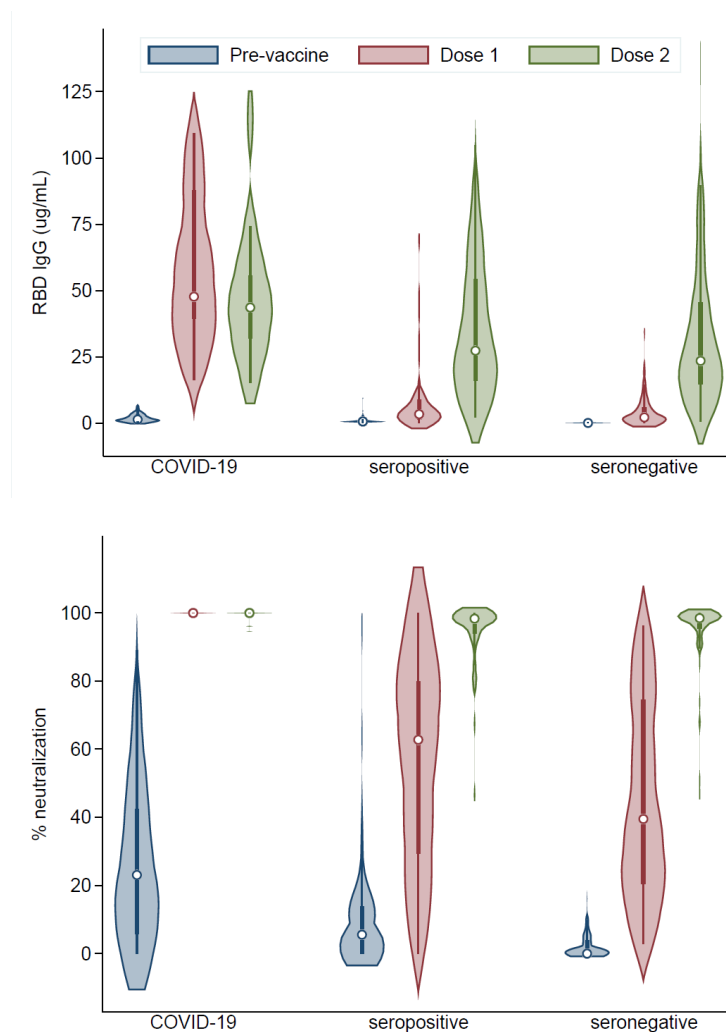 Pre-vaccine Dose 1 Dose 2
RBD IgG (ug/mL)
125
100
75
50
25
0
COVID-19 seropositive seronegative
% neutralization
100
80
60
40
20
0
COVID-19 seropositive seronegative